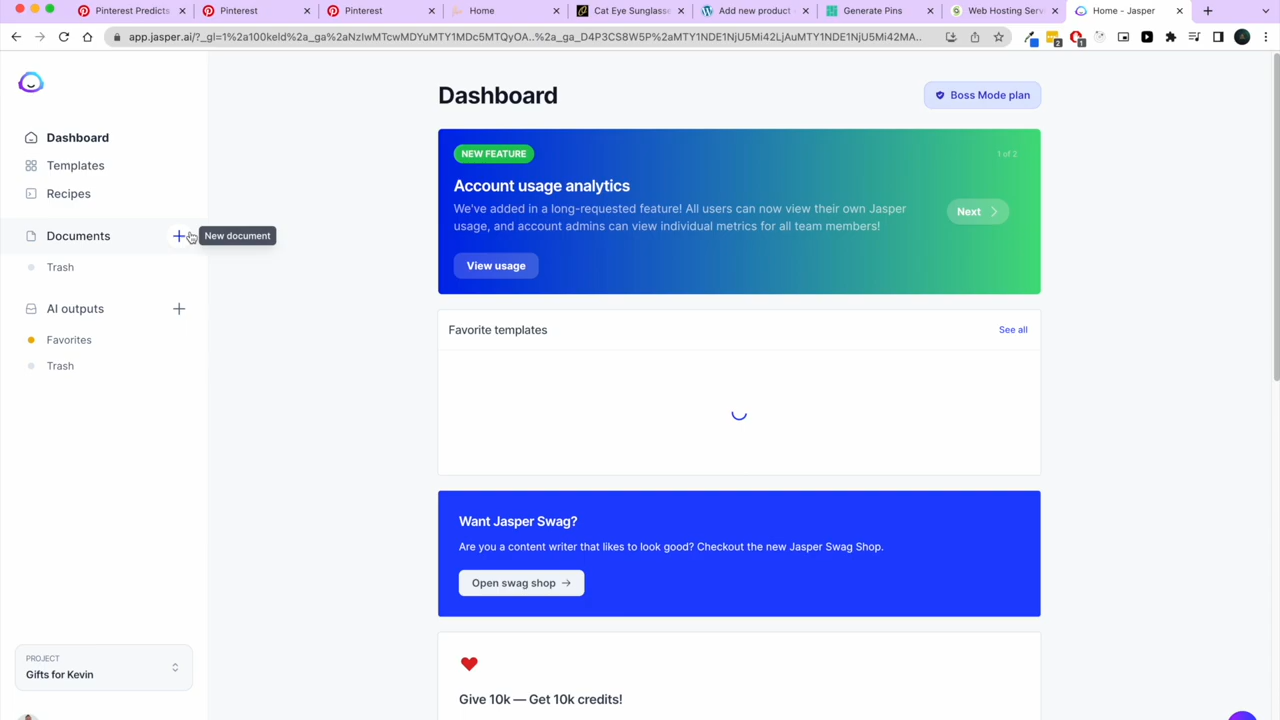 Pinterest Predicts
Pinterest
Pinterest
Home
Cat Eye Sunglasse
Add new product
Generate Pins
Web Hosting Serv
Home - Jasper
app.jasper.ai/?_gl=1%2a100keld%2a_ga%2aNzIwMTcwMDYuMTY1MDc5MTQyOA..%2a_ga_D4P3CS8W5P%2aMTY1NDE1NjU5Mi42LjAuMTY1NDE1NjU5Mi42MA..
2
1
Dashboard
Boss Mode plan
Dashboard
Templates
Recipes
Documents
New document
Trash
AI outputs
Favorites
Trash
NEW FEATURE
1 of 2
Account usage analytics
We've added in a long-requested feature! All users can now view their own Jasper
usage, and account admins can view individual metrics for all team members!
Next
View usage
Favorite templates
See all
Want Jasper Swag?
Are you a content writer that likes to look good? Checkout the new Jasper Swag Shop.
Open swag shop
Give 10k — Get 10k credits!
PROJECT
Gifts for Kevin